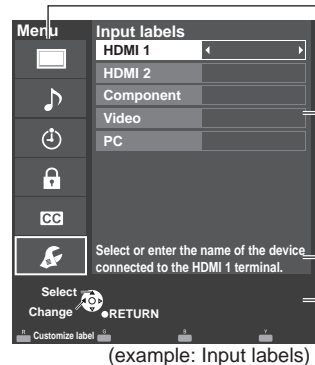 Menu
Input labels
HDMI 1
HDMI 2
Component
Video
PC
CC
Select or enter the name of the device
connected to the HDMI 1 terminal.
Select
Change
RETURN
R
Customize label
G
B
Y
(example: Input labels)